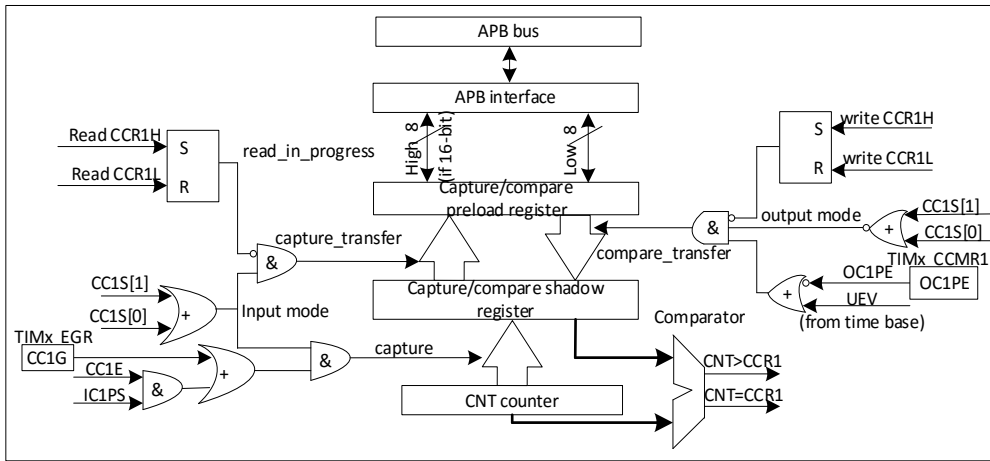 APB bus
APB interface
High 8
(if 16-bit)
Low 8
Read CCR1H
Read CCR1L
S
R
read_in_progress
write CCR1H
write CCR1L
S
R
Capture/compare
preload register
capture_transfer
&
compare_transfer
&
output mode
CC1S[1]
CC1S[0]
+
TIMx_CCMR1
OC1PE
OC1PE
UEV
(from time base)
+
CC1S[1]
CC1S[0]
+
Input mode
Capture/compare shadow
register
Comparator
TIMx_EGR
CC1G
CC1E
IC1PS
&
+
&
capture
CNT counter
CNT>CCR1
CNT=CCR1